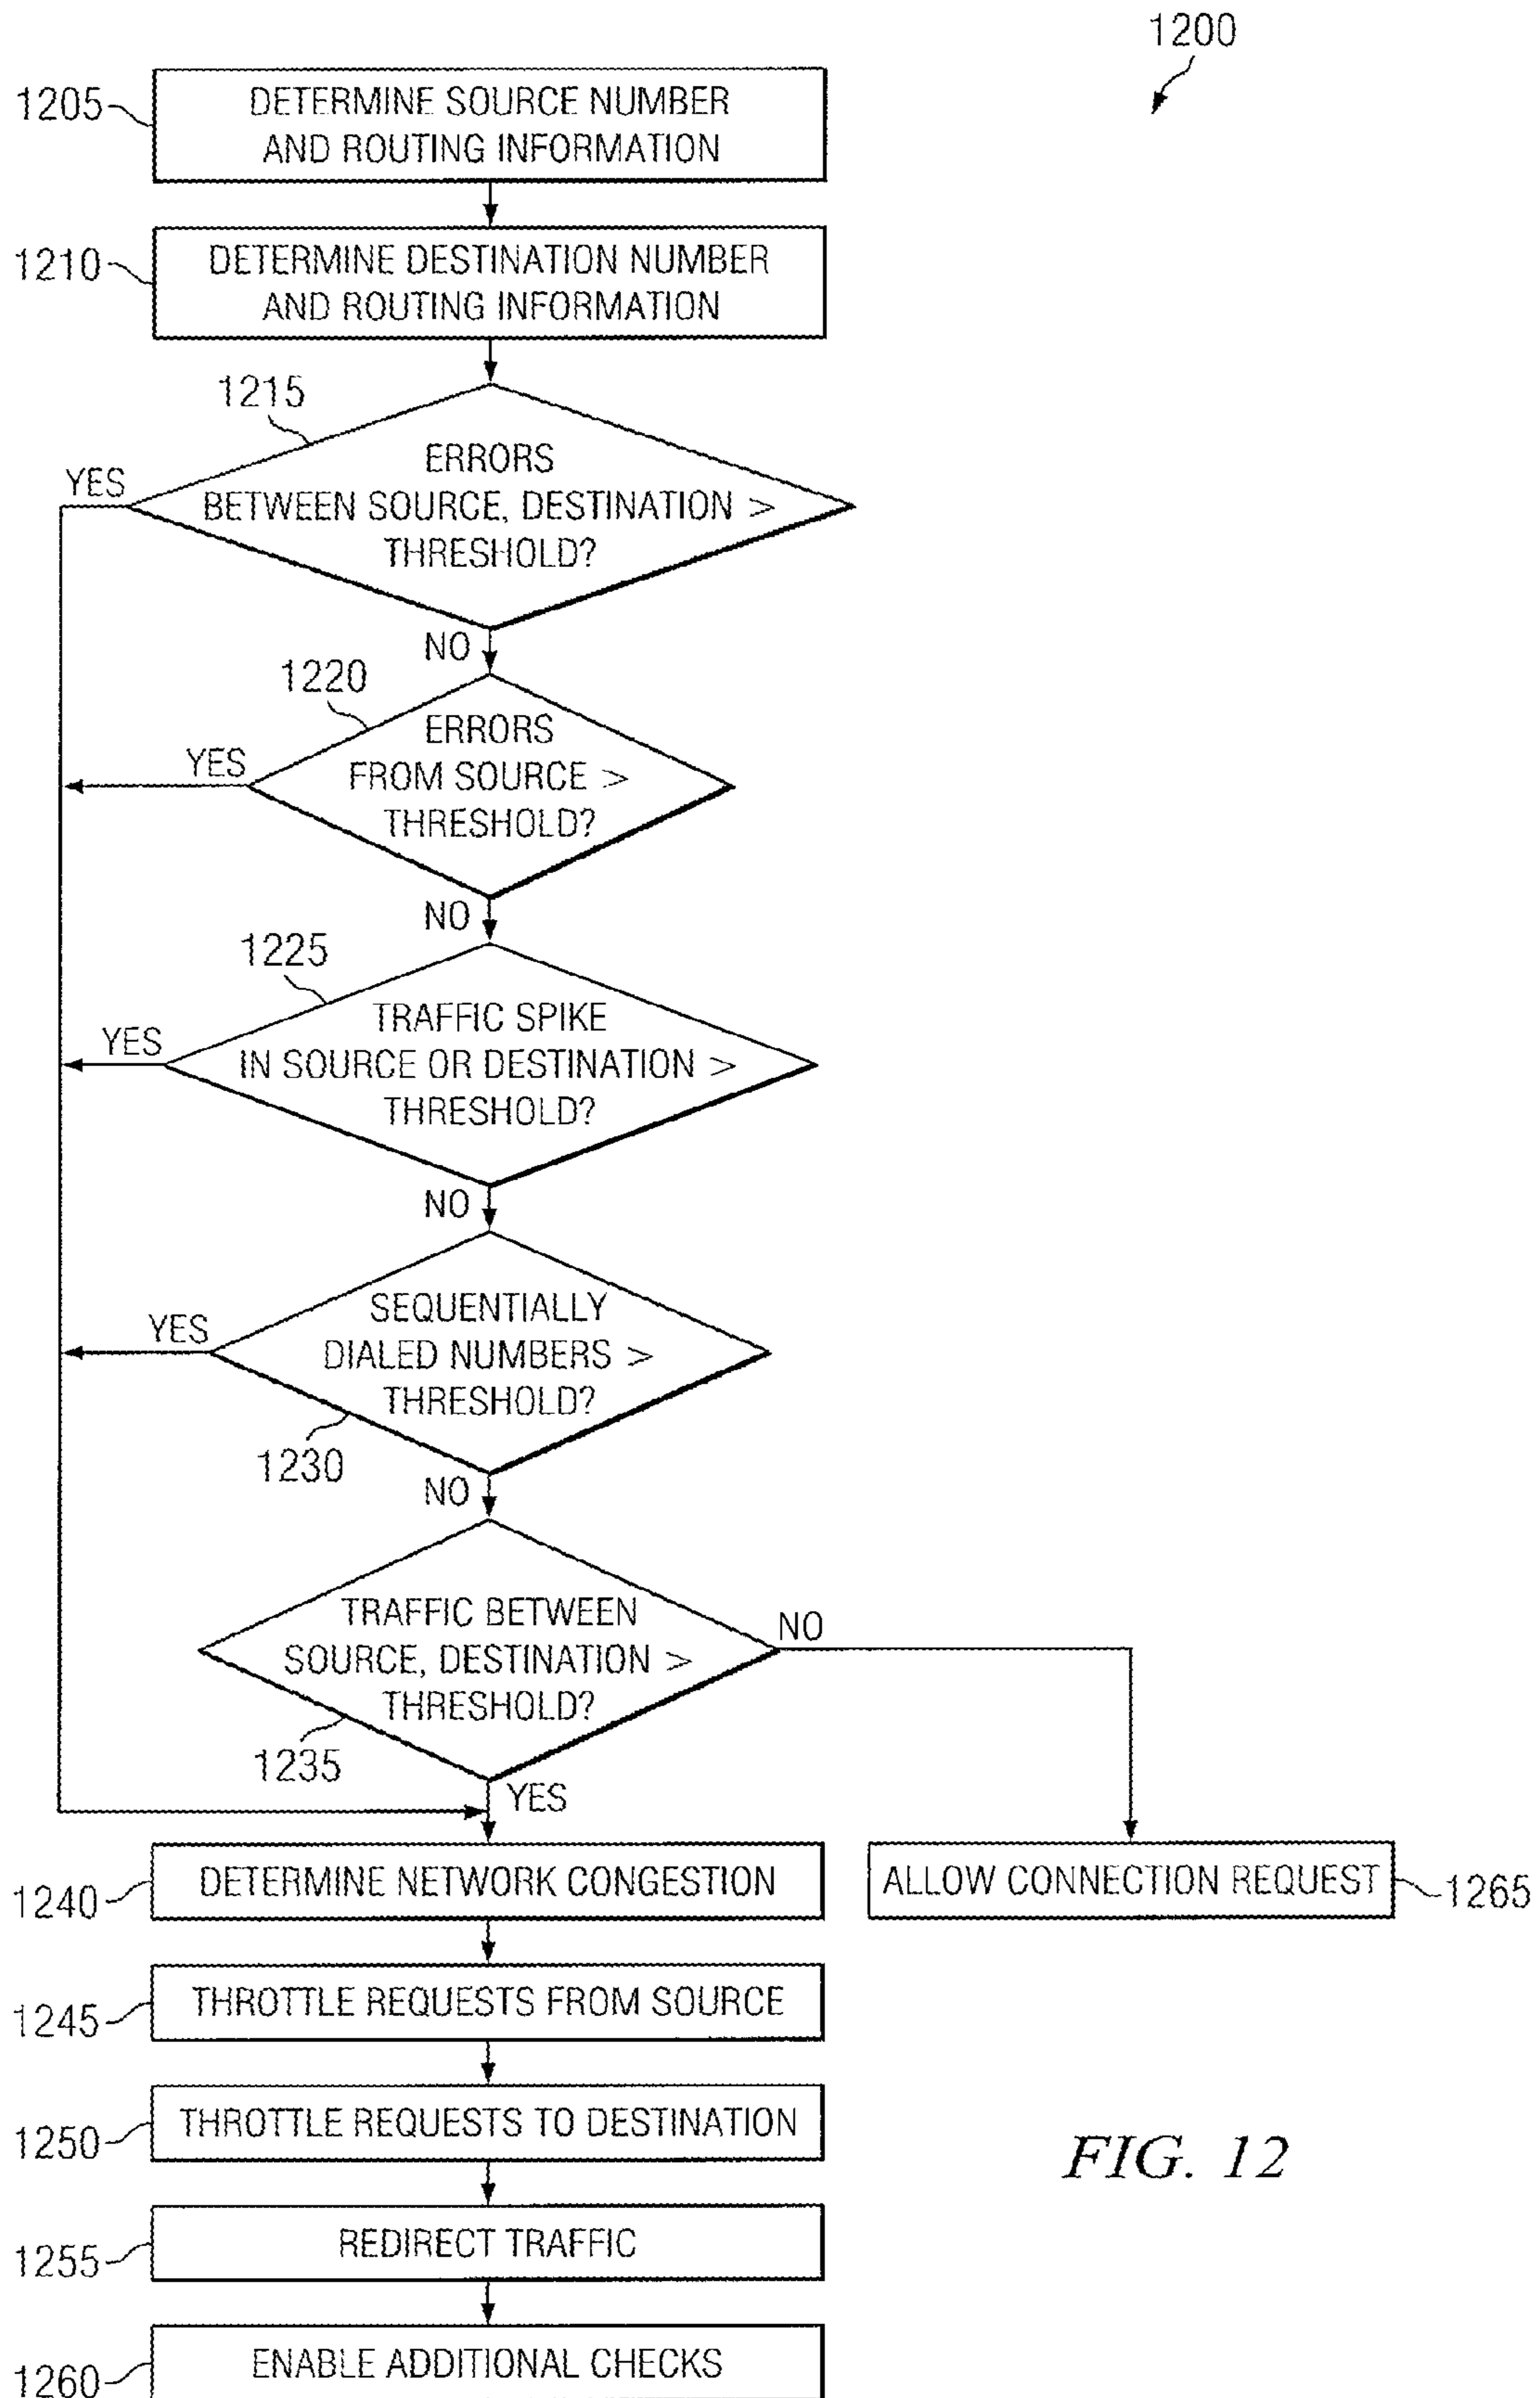 1200
1205
DETERMINE SOURCE NUMBER
AND ROUTING INFORMATION
1210
DETERMINE DESTINATION NUMBER
AND ROUTING INFORMATION
1215
YES
ERRORS
BETWEEN SOURCE, DESTINATION >
THRESHOLD?
NO
1220
YES
ERRORS
FROM SOURCE >
THRESHOLD?
NO
1225
YES
TRAFFIC SPIKE
IN SOURCE OR DESTINATION >
THRESHOLD?
NO
YES
SEQUENTIALLY
DIALED NUMBERS >
THRESHOLD?
1230
NO
TRAFFIC BETWEEN
SOURCE, DESTINATION >
THRESHOLD?
NO
1235
YES
1240
DETERMINE NETWORK CONGESTION
ALLOW CONNECTION REQUEST
1265
1245
THROTTLE REQUESTS FROM SOURCE
1250
THROTTLE REQUESTS TO DESTINATION
FIG. 12
1255
REDIRECT TRAFFIC
1260
ENABLE ADDITIONAL CHECKS